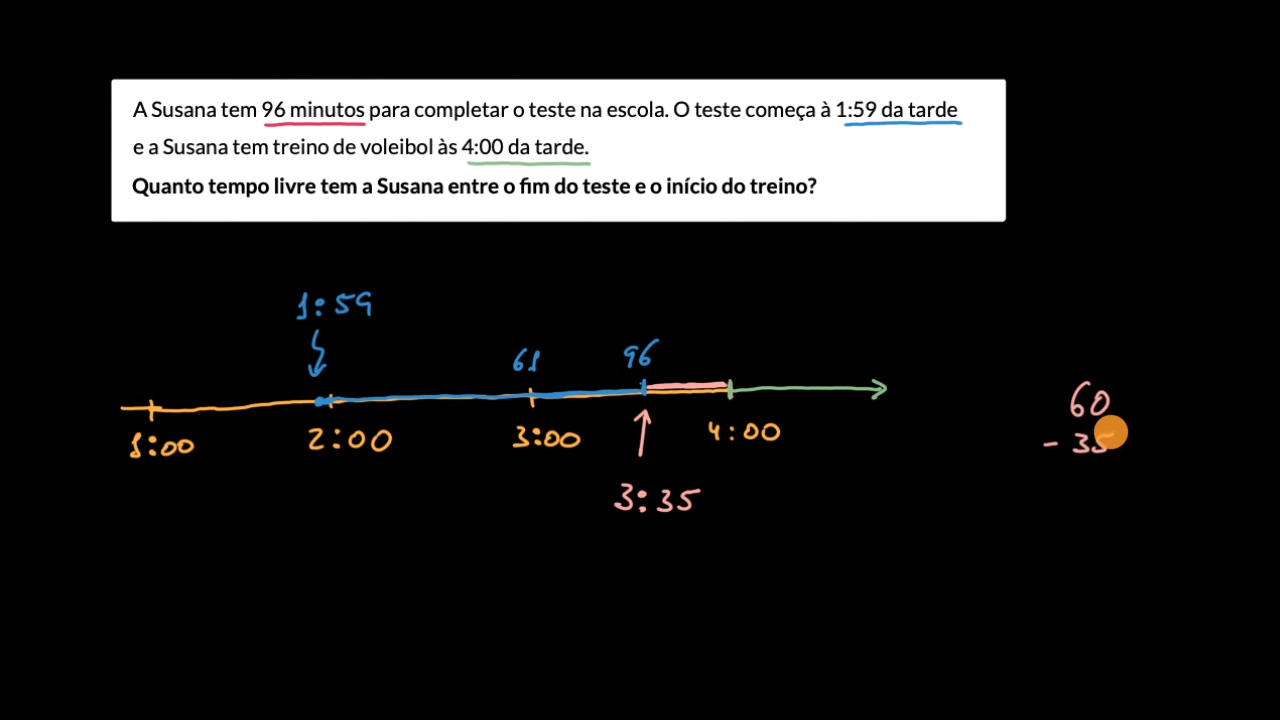 A Susana tem 96 minutos para completar o teste na escola. O teste começa à 1:59 da tarde
e a Susana tem treino de voleibol às 4:00 da tarde.
Quanto tempo livre tem a Susana entre o fim do teste e o início do treino?
1:59
61 96
1:00 2:00 3:00 4:00
3:35
60
- 35